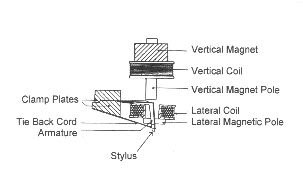 Vertical Magnet
Vertical Coil
Vertical Magnet Pole
Clamp Plates
Lateral Coil
Tie Back Cord
Lateral Magnetic Pole
Armature
Stylus